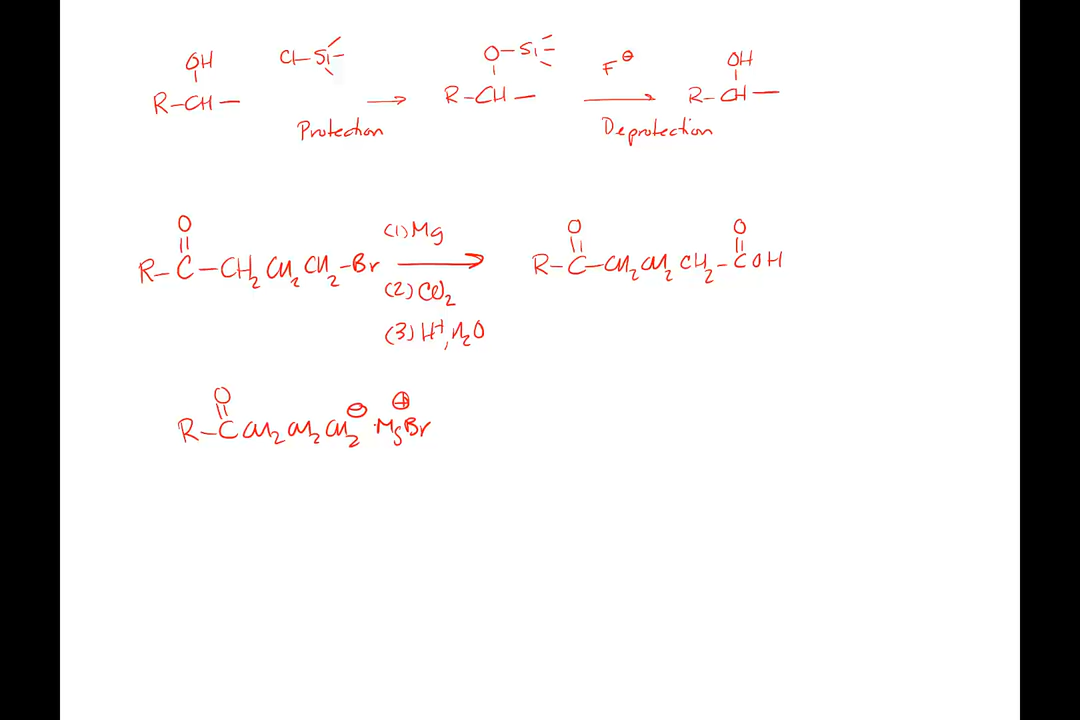 OH Cl-Si O-Si F⊖ OH
R-CH- → R-CH- → R-CH-
Protection Deprotection
O O O
R-C-CH2CH2CH2-Br (1) Mg → R-C-CH2CH2CH2-COH
(2) CO2
(3) H+, H2O
O ⊖ ⊕
R-CCH2CH2CH2 ·MgBr